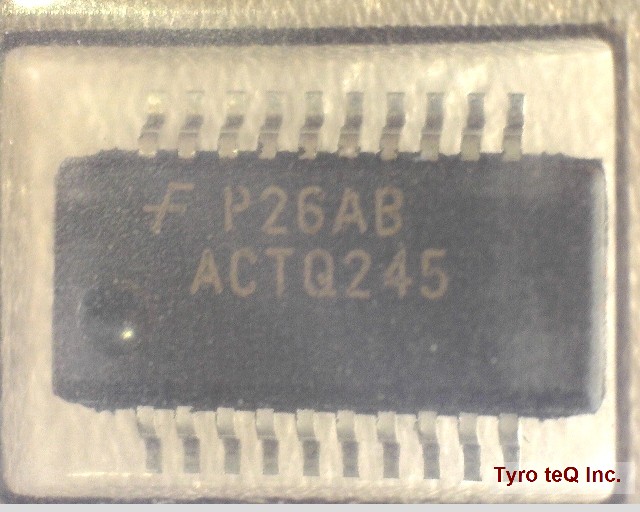 P26AB
ACTQ245
Tyro teQ Inc.